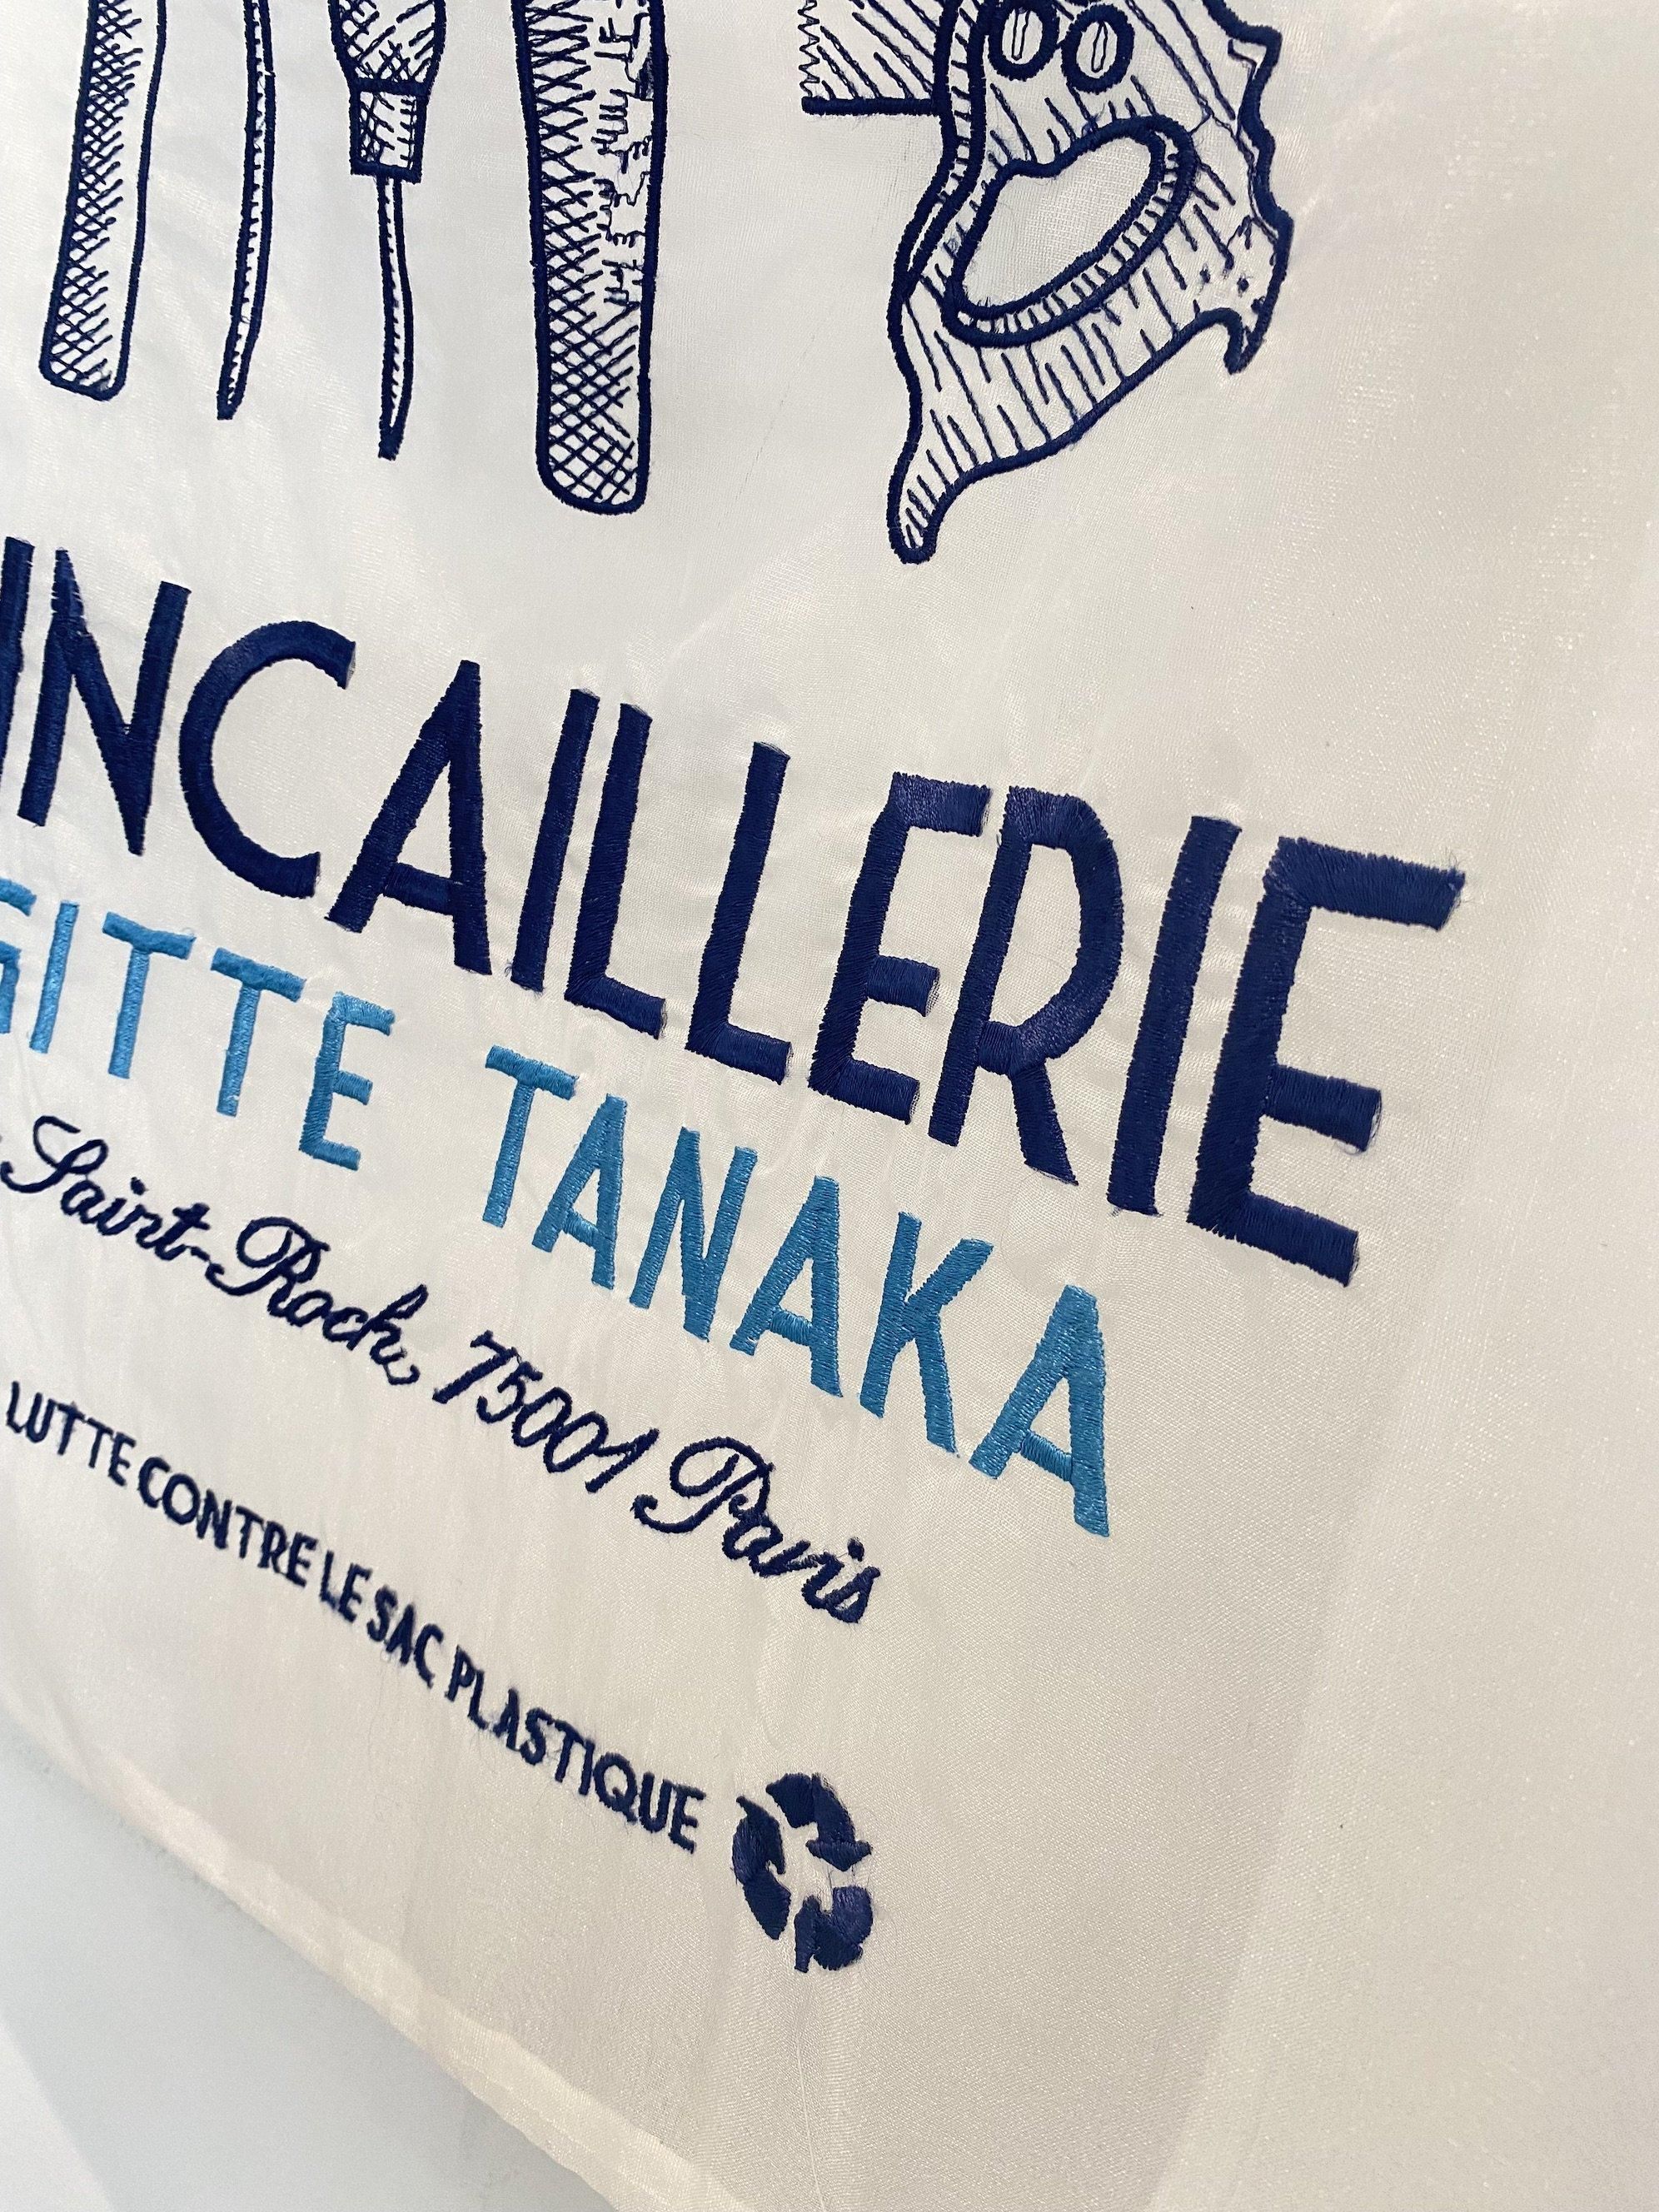 INCAILLERIE
GITTE TANAKA
Saint-Roch, 75001 Paris
LUTTE CONTRE LE SAC PLASTIQUE